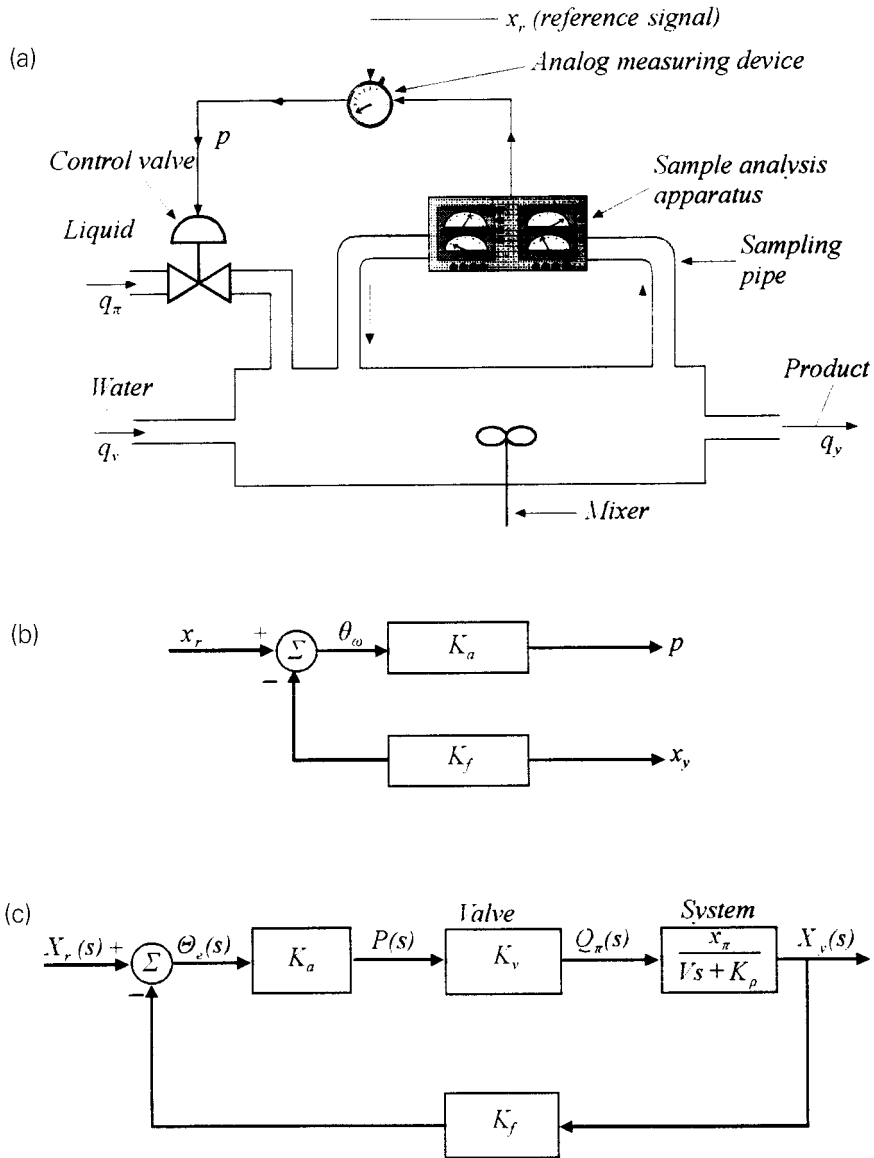 x_r (reference signal)
(a)
Analog measuring device
p
Control valve
Sample analysis
apparatus
Liquid
Sampling
pipe
q_π
Water
Product
q_v
q_y
Mixer
(b)
x_r + Σ θ_ω K_a p
−
K_f x_y
(c)
Valve System
X_r(s) + Σ Θ_e(s) K_a P(s) K_v Q_π(s) x_π / Vs + K_ρ X_y(s)
−
K_f